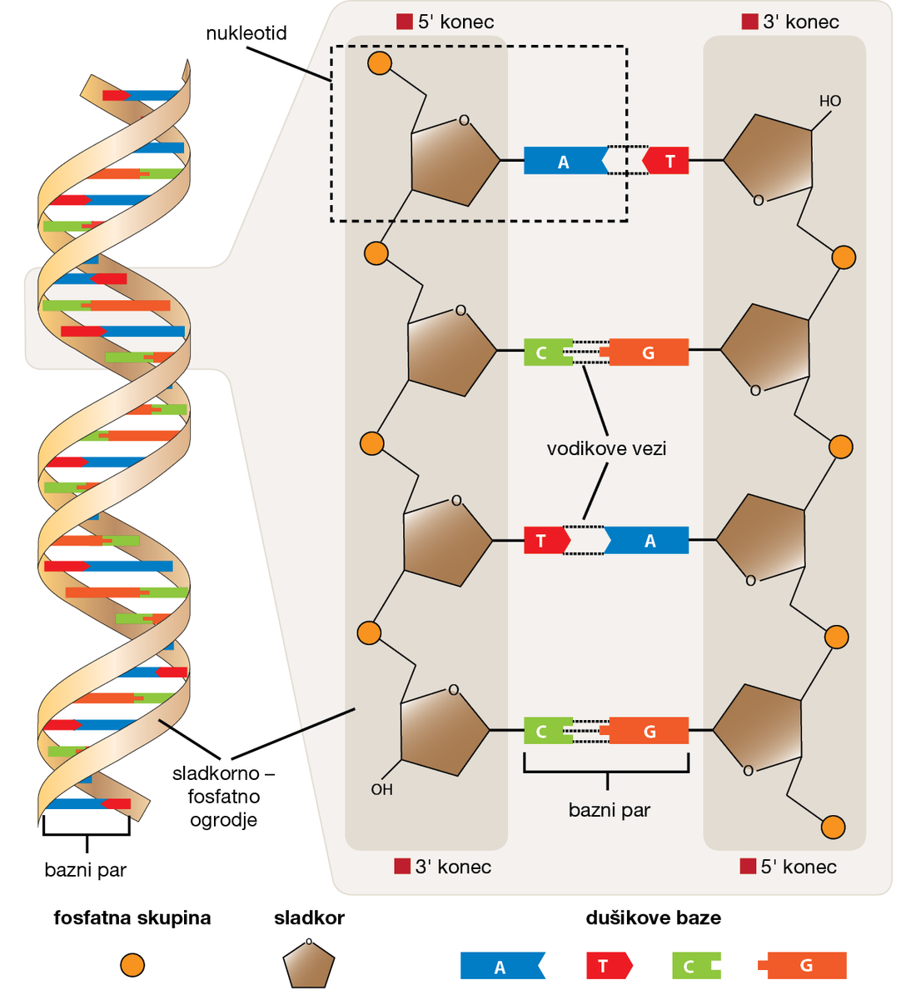 5' konec
3' konec
nukleotid
HO
O
A
T
O
O
C
G
O
vodikove vezi
O
T
A
O
O
C
G
O
OH
sladkorno –
fosfatno
ogrodje
bazni par
3' konec
5' konec
bazni par
fosfatna skupina
sladkor
dušikove baze
O
A
T
C
G